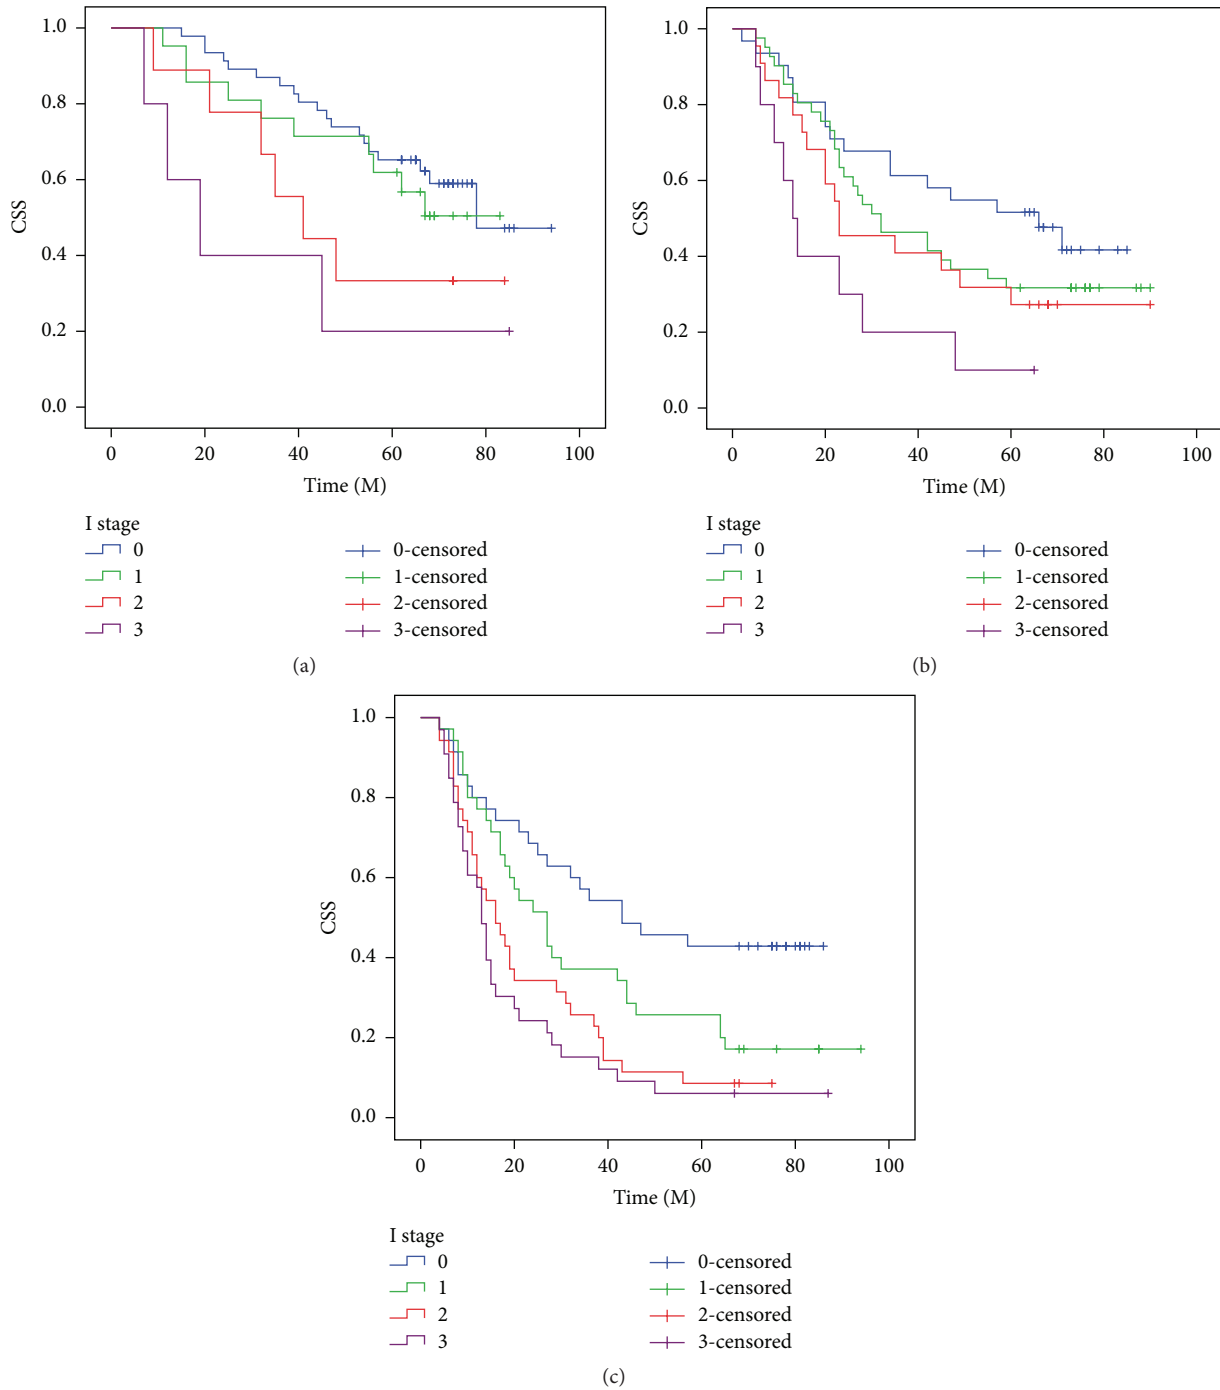 1.0
0.8
0.6
0.4
0.2
0.0
CSS
0 20 40 60 80 100
Time (M)
I stage
0 0-censored
1 1-censored
2 2-censored
3 3-censored
(a)
1.0
0.8
0.6
0.4
0.2
0.0
CSS
0 20 40 60 80 100
Time (M)
I stage
0 0-censored
1 1-censored
2 2-censored
3 3-censored
(b)
1.0
0.8
0.6
0.4
0.2
0.0
CSS
0 20 40 60 80 100
Time (M)
I stage
0 0-censored
1 1-censored
2 2-censored
3 3-censored
(c)